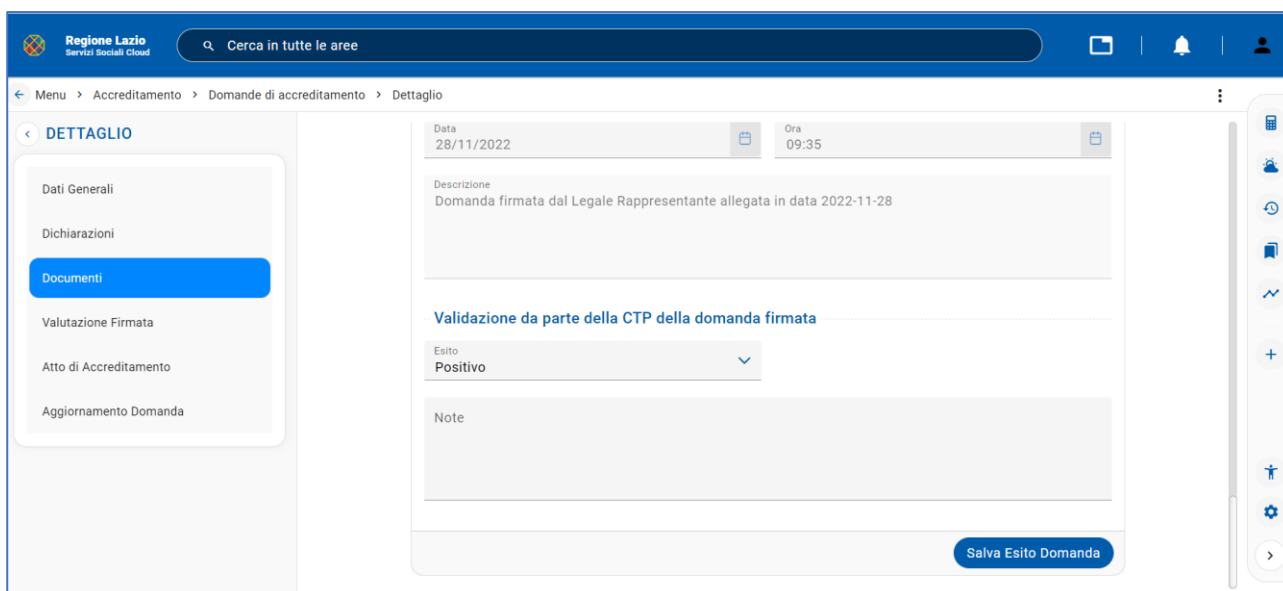 Regione Lazio
Servizi Sociali Cloud
Cerca in tutte le aree
Menu > Accreditamento > Domande di accreditamento > Dettaglio
DETTAGLIO
Dati Generali
Dichiarazioni
Documenti
Valutazione Firmata
Atto di Accreditamento
Aggiornamento Domanda
Data
28/11/2022
Ora
09:35
Descrizione
Domanda firmata dal Legale Rappresentante allegata in data 2022-11-28
Validazione da parte della CTP della domanda firmata
Esito
Positivo
Note
Salva Esito Domanda